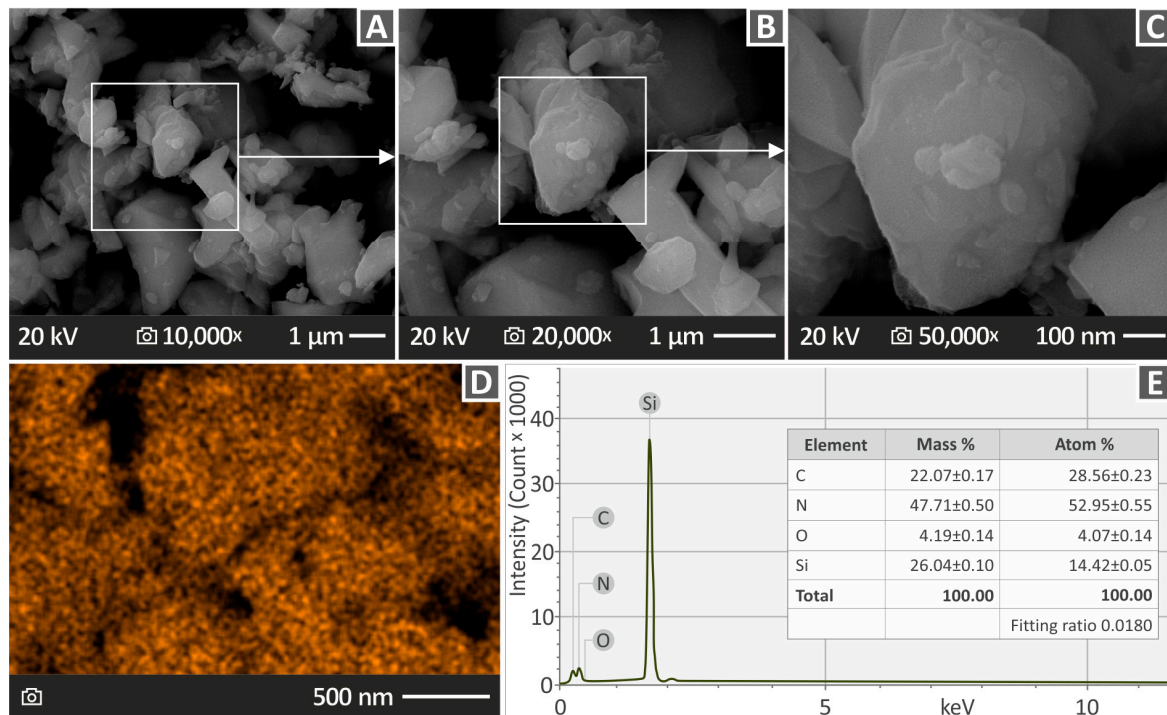 A
B
C
20 kV 10,000x 1 µm
20 kV 20,000x 1 µm
20 kV 50,000x 100 nm
D
500 nm
E
Intensity (Count x 1000)
40
30
20
10
0
Si
C
N
O
Element Mass % Atom %
C 22.07±0.17 28.56±0.23
N 47.71±0.50 52.95±0.55
O 4.19±0.14 4.07±0.14
Si 26.04±0.10 14.42±0.05
Total 100.00 100.00
Fitting ratio 0.0180
0 5 keV 10